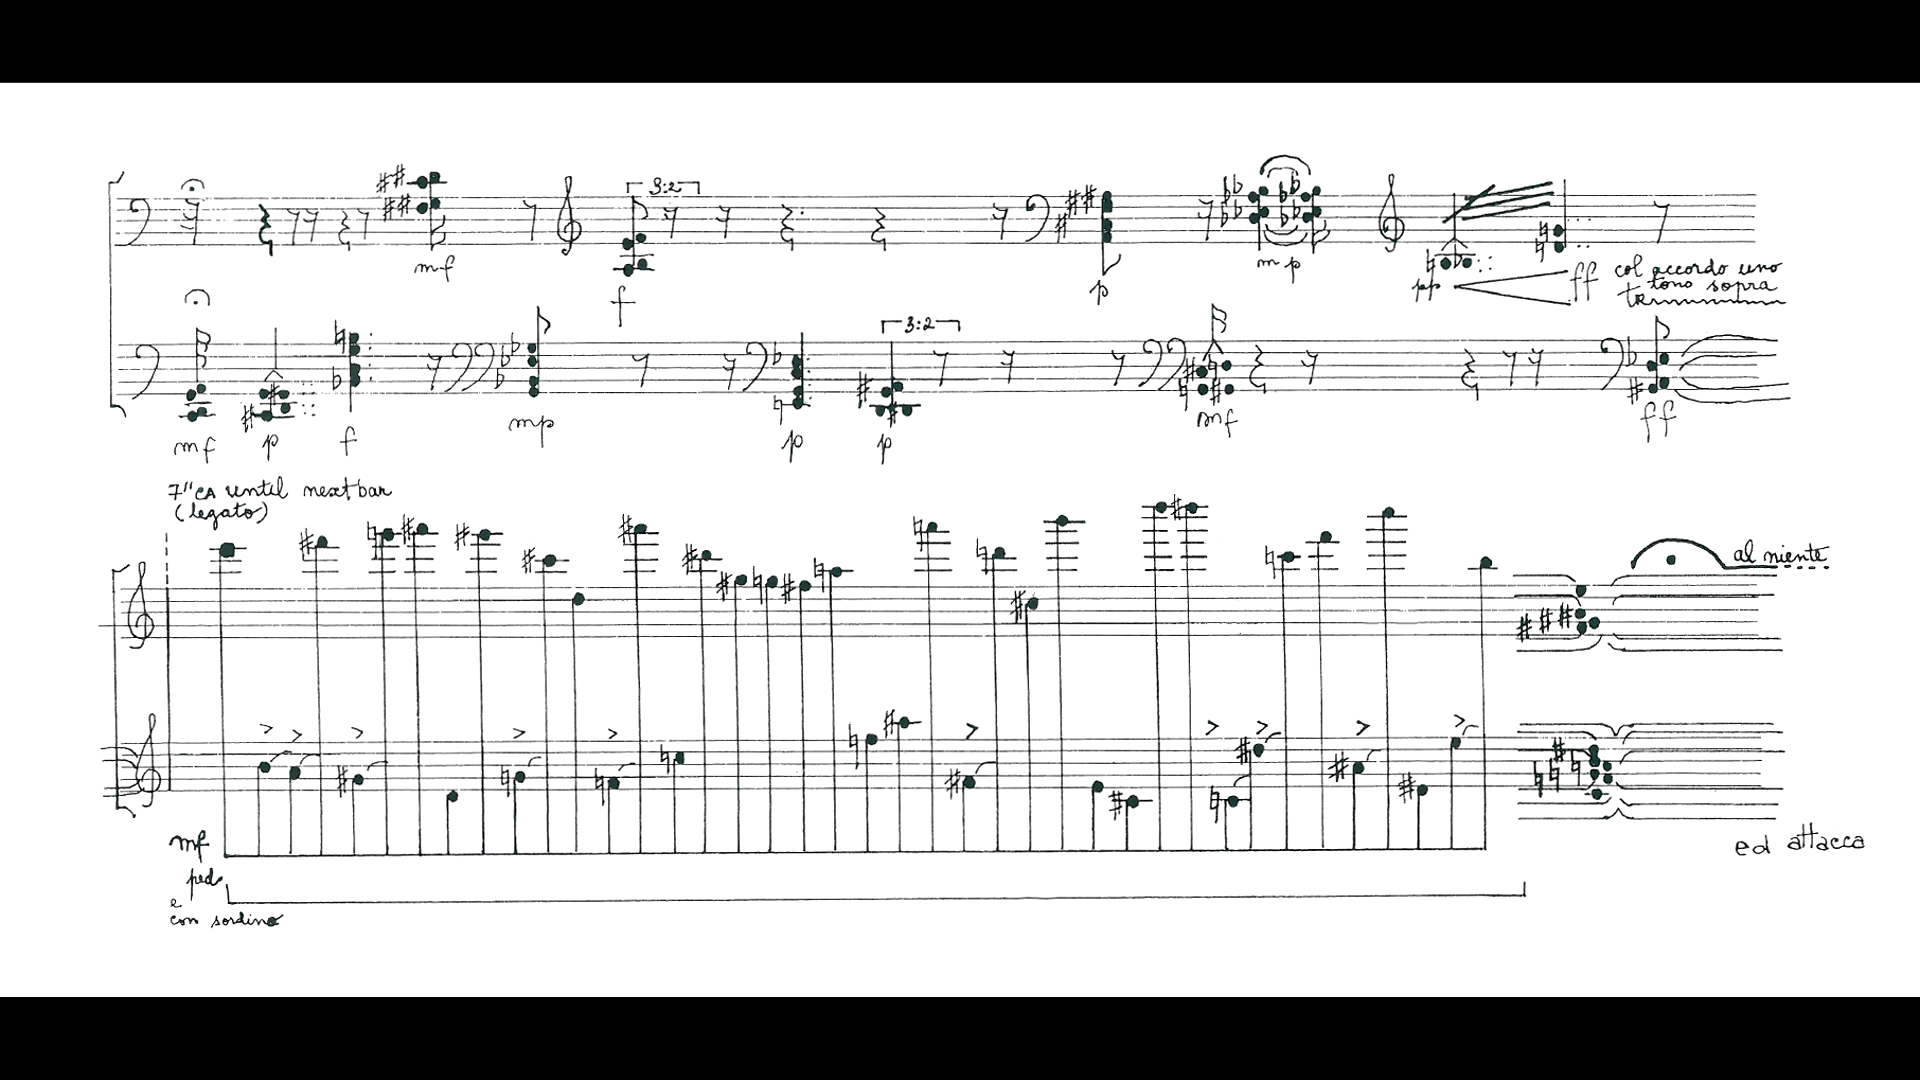 3:2
mf
f
p
mp
pp
ff col accordo uno
tono sopra
tr
3:2
mf p f
mp
p
p
mf
ff
7" CA until next bar
(legato)
al niente
mf
ped.
e
con sordino
ed attacca